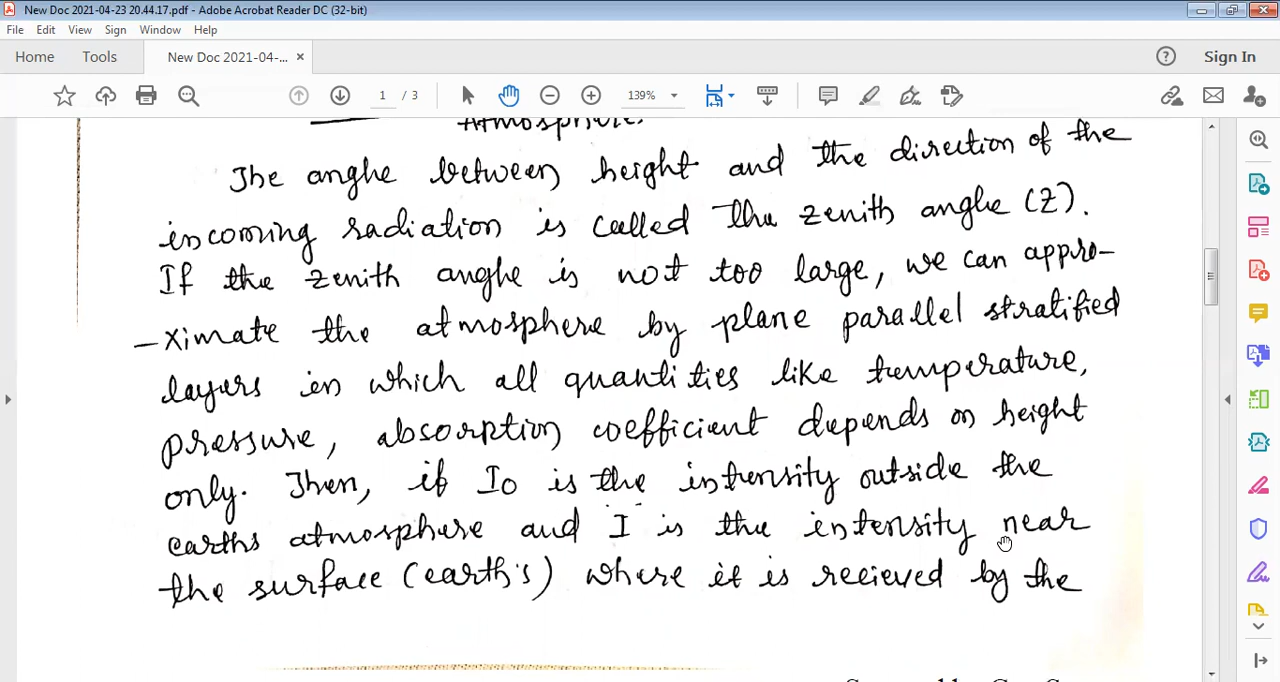 New Doc 2021-04-23 20.44.17.pdf - Adobe Acrobat Reader DC (32-bit)
File Edit View Sign Window Help
Home Tools New Doc 2021-04-... × Sign In
1 / 3 139%
Atmosphere.
The anghe between height and the direction of the
incoming radiation is called the zenith anghe (Z).
If the zenith anghe is not too large, we can appro-
-ximate the atmosphere by plane parallel stratified
layers in which all quantities like temperature,
pressure, absorption coefficient depends on height
only. Then, if Io is the intensity outside the
earths atmosphere and I is the intensity near
the surface (earth's) where it is recieved by the